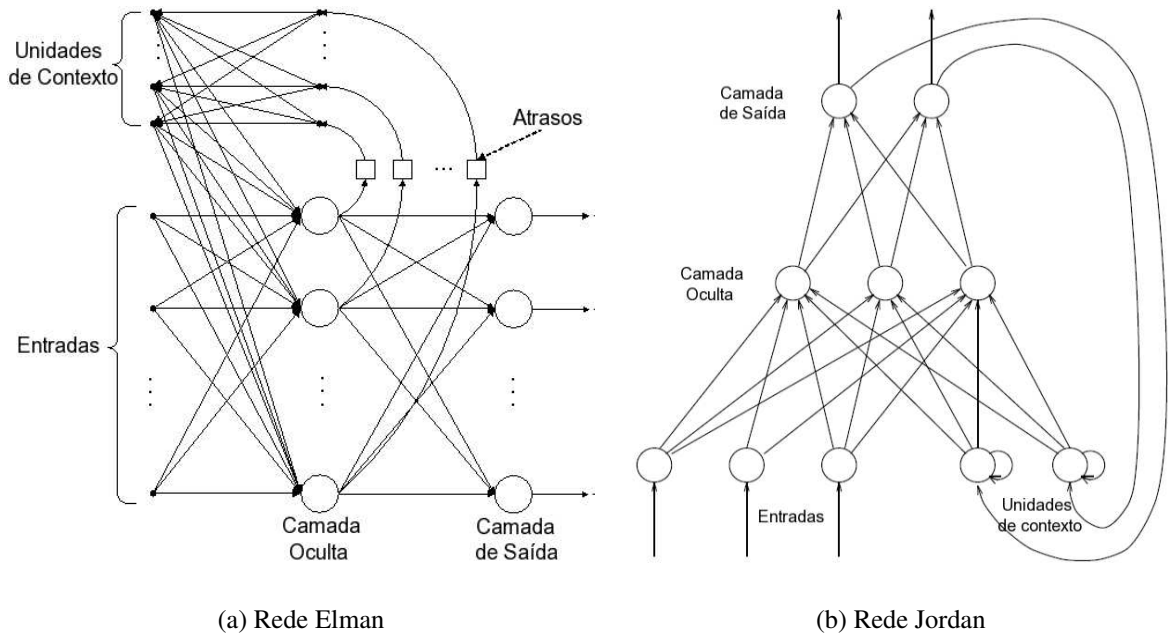 Unidades
de Contexto
Atrasos
Entradas
Camada
Oculta
Camada
de Saída
(a) Rede Elman
Camada
de Saída
Camada
Oculta
Entradas
Unidades
de contexto
(b) Rede Jordan